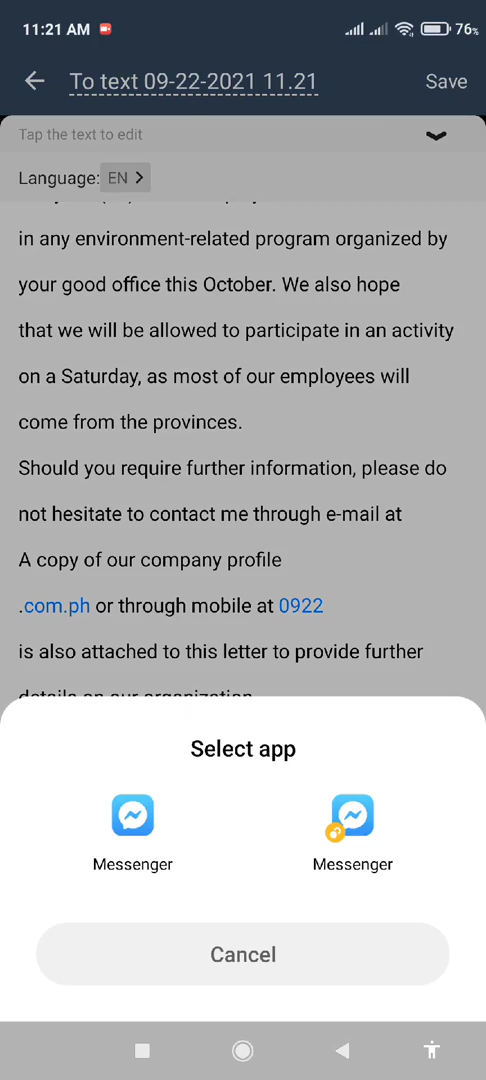 11:21 AM
76%
To text 09-22-2021 11.21
Save
Tap the text to edit
Language: EN
in any environment-related program organized by
your good office this October. We also hope
that we will be allowed to participate in an activity
on a Saturday, as most of our employees will
come from the provinces.
Should you require further information, please do
not hesitate to contact me through e-mail at
A copy of our company profile
.com.ph or through mobile at 0922
is also attached to this letter to provide further
details on our organization
Select app
Messenger
Messenger
Cancel